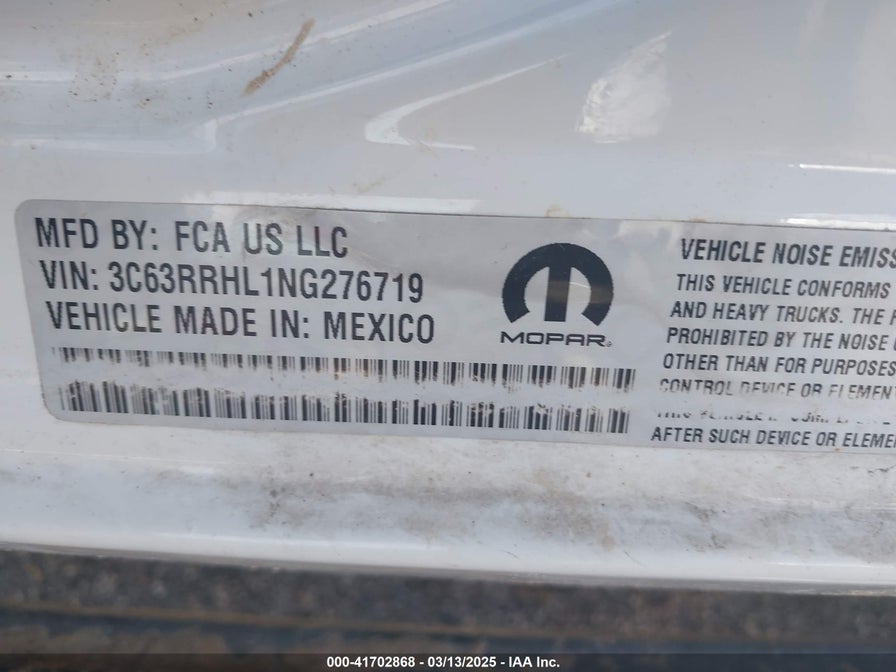 MFD BY: FCA US LLC
VIN: 3C63RRHL1NG276719
VEHICLE MADE IN: MEXICO
MOPAR
VEHICLE NOISE EMISS
THIS VEHICLE CONFORMS
AND HEAVY TRUCKS. THE
PROHIBITED BY THE NOISE
OTHER THAN FOR PURPOSES
CONTROL DEVICE OR ELEMENT
AFTER SUCH DEVICE OR ELEME
000-41702868 - 03/13/2025 - IAA Inc.